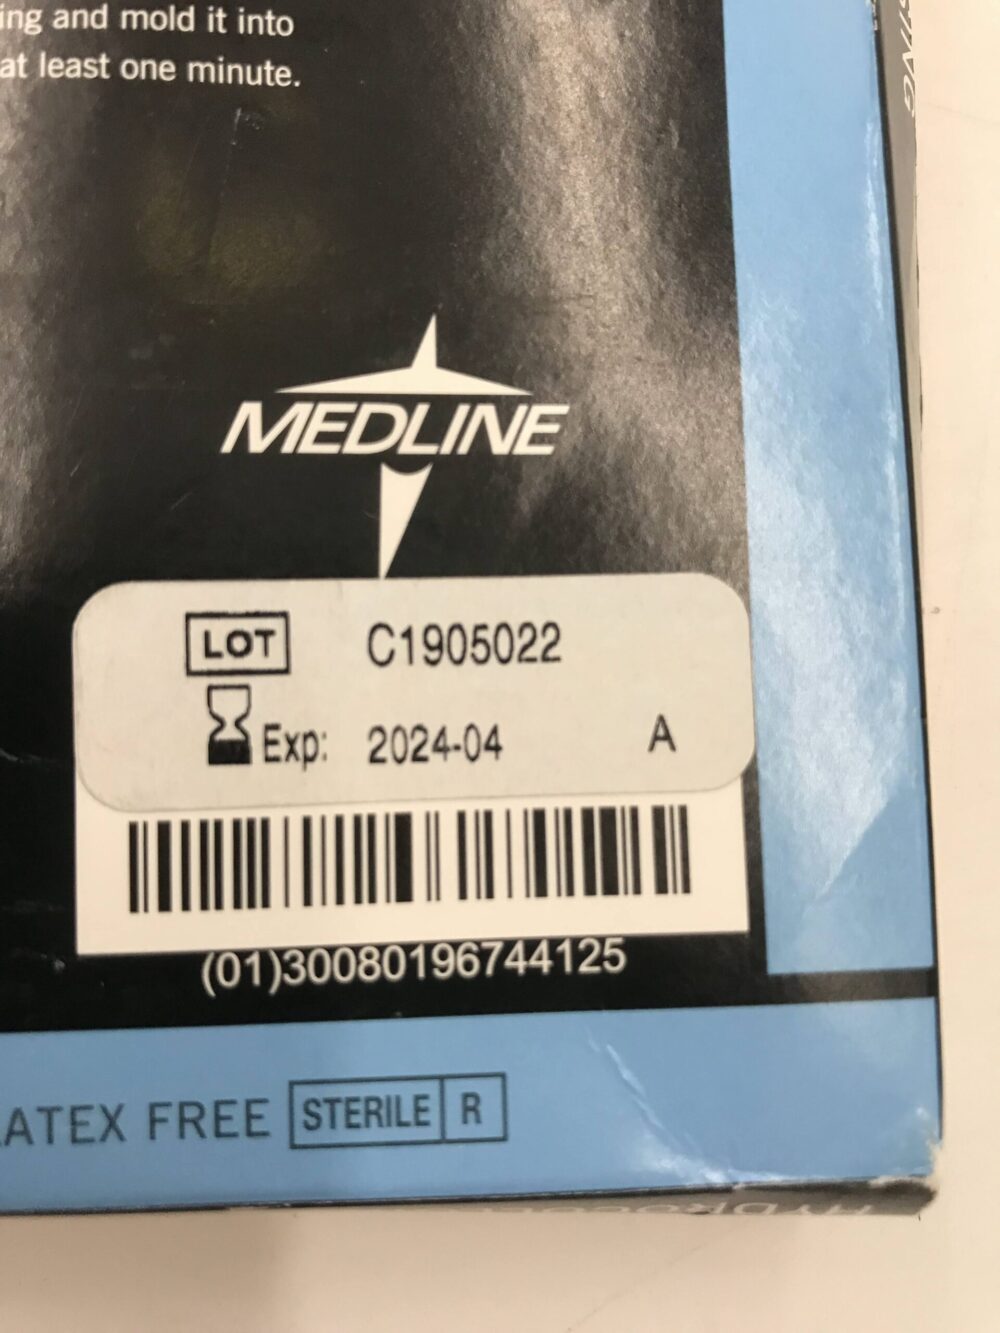 ing and mold it into
at least one minute.
MEDLINE
LOT C1905022
Exp: 2024-04 A
(01)30080196744125
LATEX FREE STERILE R